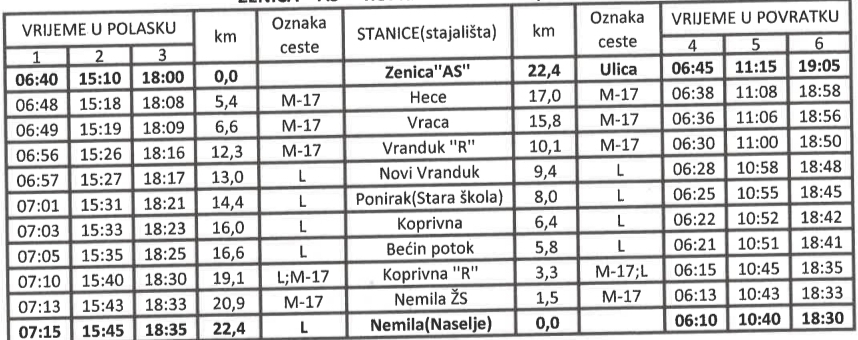 VRIJEME U POLASKU km Oznaka ceste STANICE(stajališta) km Oznaka ceste VRIJEME U POVRATKU
1 2 3 4 5 6
06:40 15:10 18:00 0,0 Zenica"AS" 22,4 Ulica 06:45 11:15 19:05
06:48 15:18 18:08 5,4 M-17 Hece 17,0 M-17 06:38 11:08 18:58
06:49 15:19 18:09 6,6 M-17 Vraca 15,8 M-17 06:36 11:06 18:56
06:56 15:26 18:16 12,3 M-17 Vranduk "R" 10,1 M-17 06:30 11:00 18:50
06:57 15:27 18:17 13,0 L Novi Vranduk 9,4 L 06:28 10:58 18:48
07:01 15:31 18:21 14,4 L Ponirak(Stara škola) 8,0 L 06:25 10:55 18:45
07:03 15:33 18:23 16,0 L Koprivna 6,4 L 06:22 10:52 18:42
07:05 15:35 18:25 16,6 L Bećin potok 5,8 L 06:21 10:51 18:41
07:10 15:40 18:30 19,1 L;M-17 Koprivna "R" 3,3 M-17;L 06:15 10:45 18:35
07:13 15:43 18:33 20,9 M-17 Nemila ŽS 1,5 M-17 06:13 10:43 18:33
07:15 15:45 18:35 22,4 L Nemila(Naselje) 0,0 06:10 10:40 18:30